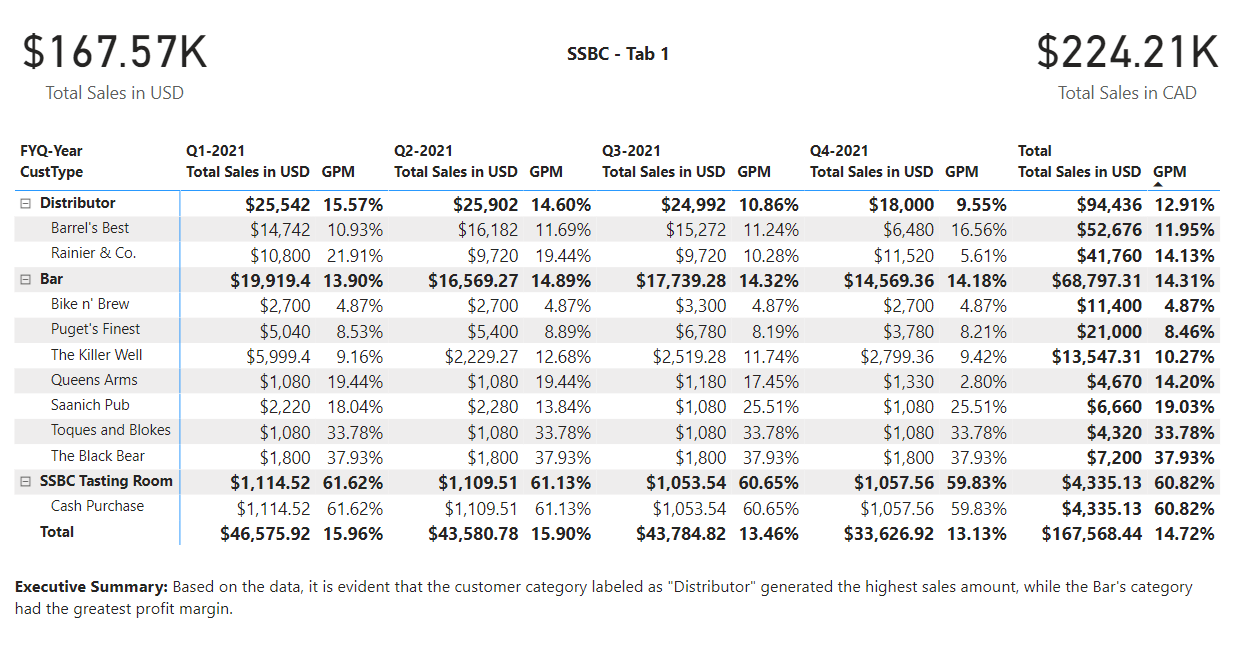 $167.57K
Total Sales in USD
SSBC - Tab 1
$224.21K
Total Sales in CAD
FYQ-Year Q1-2021 Q2-2021 Q3-2021 Q4-2021 Total
CustType Total Sales in USD GPM Total Sales in USD GPM Total Sales in USD GPM Total Sales in USD GPM Total Sales in USD GPM
Distributor $25,542 15.57% $25,902 14.60% $24,992 10.86% $18,000 9.55% $94,436 12.91%
Barrel's Best $14,742 10.93% $16,182 11.69% $15,272 11.24% $6,480 16.56% $52,676 11.95%
Rainier & Co. $10,800 21.91% $9,720 19.44% $9,720 10.28% $11,520 5.61% $41,760 14.13%
Bar $19,919.4 13.90% $16,569.27 14.89% $17,739.28 14.32% $14,569.36 14.18% $68,797.31 14.31%
Bike n' Brew $2,700 4.87% $2,700 4.87% $3,300 4.87% $2,700 4.87% $11,400 4.87%
Puget's Finest $5,040 8.53% $5,400 8.89% $6,780 8.19% $3,780 8.21% $21,000 8.46%
The Killer Well $5,999.4 9.16% $2,229.27 12.68% $2,519.28 11.74% $2,799.36 9.42% $13,547.31 10.27%
Queens Arms $1,080 19.44% $1,080 19.44% $1,180 17.45% $1,330 2.80% $4,670 14.20%
Saanich Pub $2,220 18.04% $2,280 13.84% $1,080 25.51% $1,080 25.51% $6,660 19.03%
Toques and Blokes $1,080 33.78% $1,080 33.78% $1,080 33.78% $1,080 33.78% $4,320 33.78%
The Black Bear $1,800 37.93% $1,800 37.93% $1,800 37.93% $1,800 37.93% $7,200 37.93%
SSBC Tasting Room $1,114.52 61.62% $1,109.51 61.13% $1,053.54 60.65% $1,057.56 59.83% $4,335.13 60.82%
Cash Purchase $1,114.52 61.62% $1,109.51 61.13% $1,053.54 60.65% $1,057.56 59.83% $4,335.13 60.82%
Total $46,575.92 15.96% $43,580.78 15.90% $43,784.82 13.46% $33,626.92 13.13% $167,568.44 14.72%
Executive Summary: Based on the data, it is evident that the customer category labeled as "Distributor" generated the highest sales amount, while the Bar's category
had the greatest profit margin.